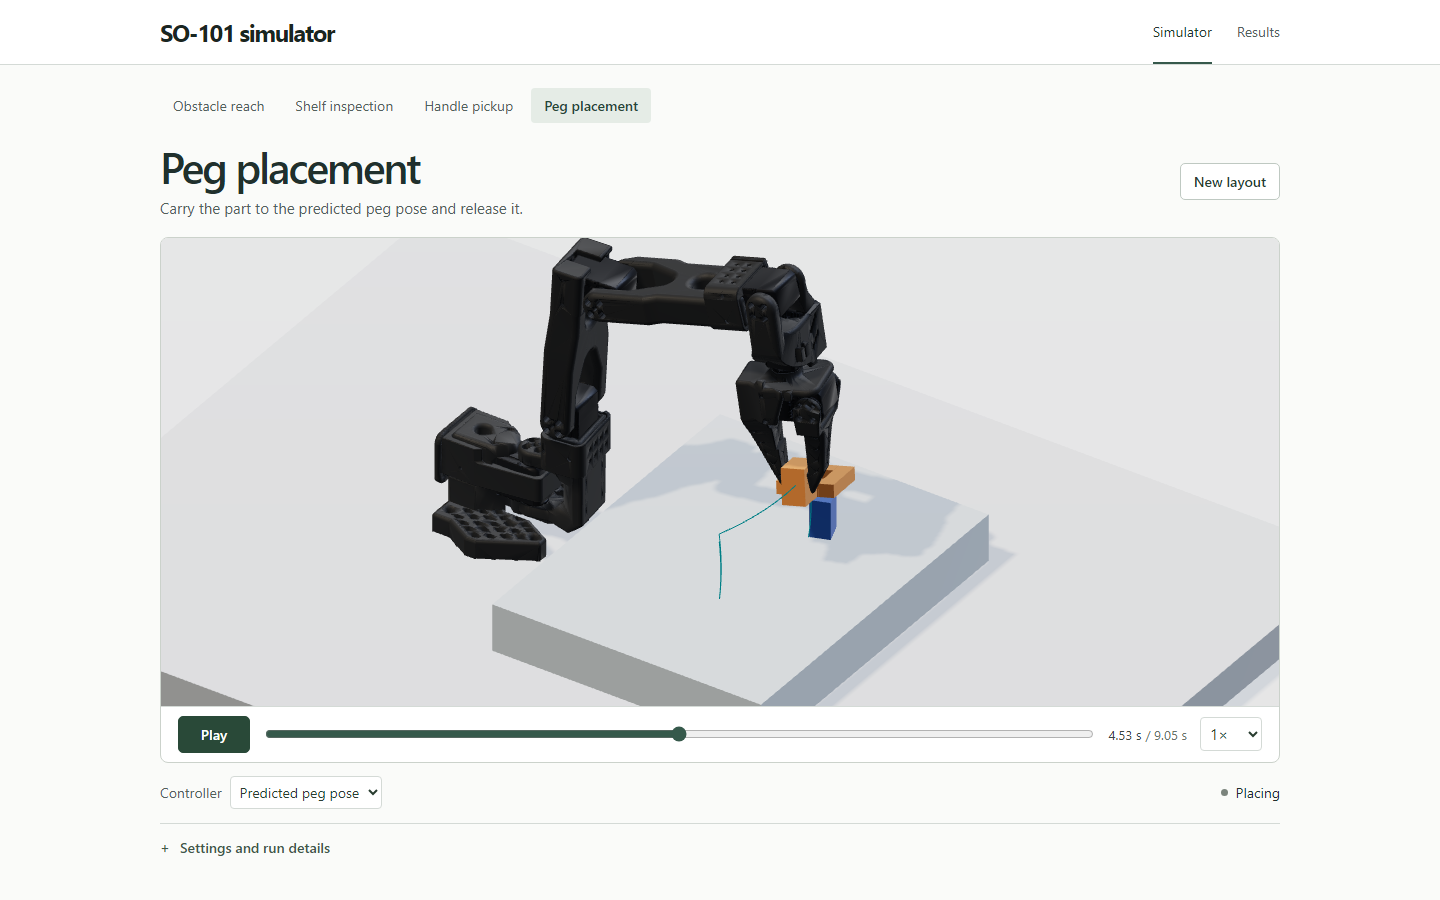 SO-101 simulator
Simulator Results
Obstacle reach Shelf inspection Handle pickup Peg placement
Peg placement
New layout
Carry the part to the predicted peg pose and release it.
Play 4.53 s / 9.05 s 1×
Controller Predicted peg pose Placing
+ Settings and run details